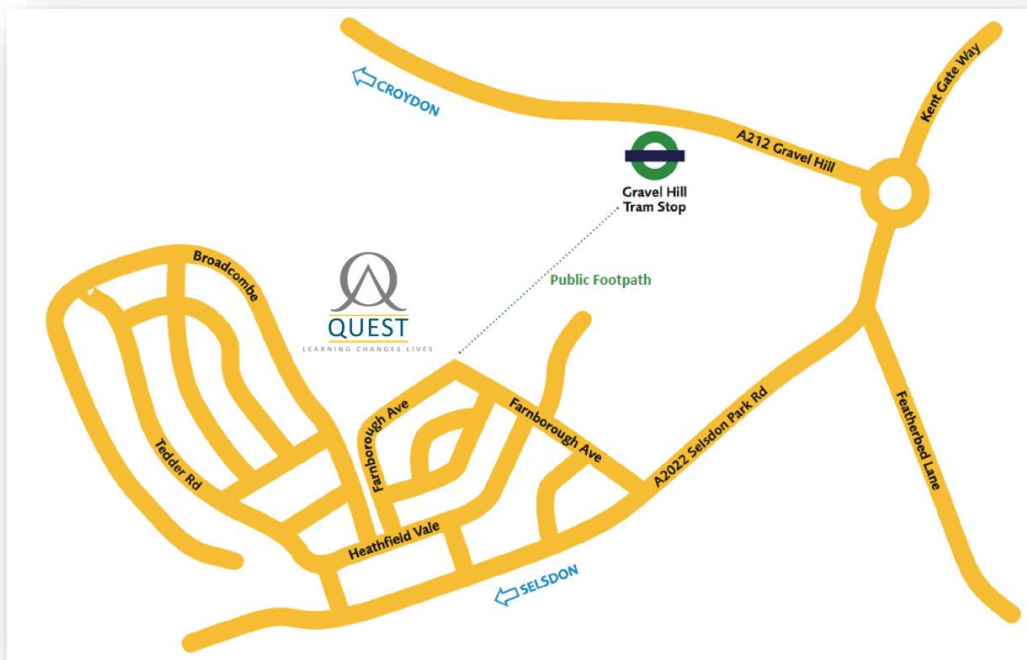 CROYDON
Kent Gate Way
A212 Gravel Hill
Gravel Hill
Tram Stop
Broadcombe
Public Footpath
QUEST
LEARNING CHANGES LIVES
Farnborough Ave
Farnborough Ave
A2022 Selsdon Park Rd
Featherbed Lane
Tedder Rd
Heathfield Vale
SELSDON